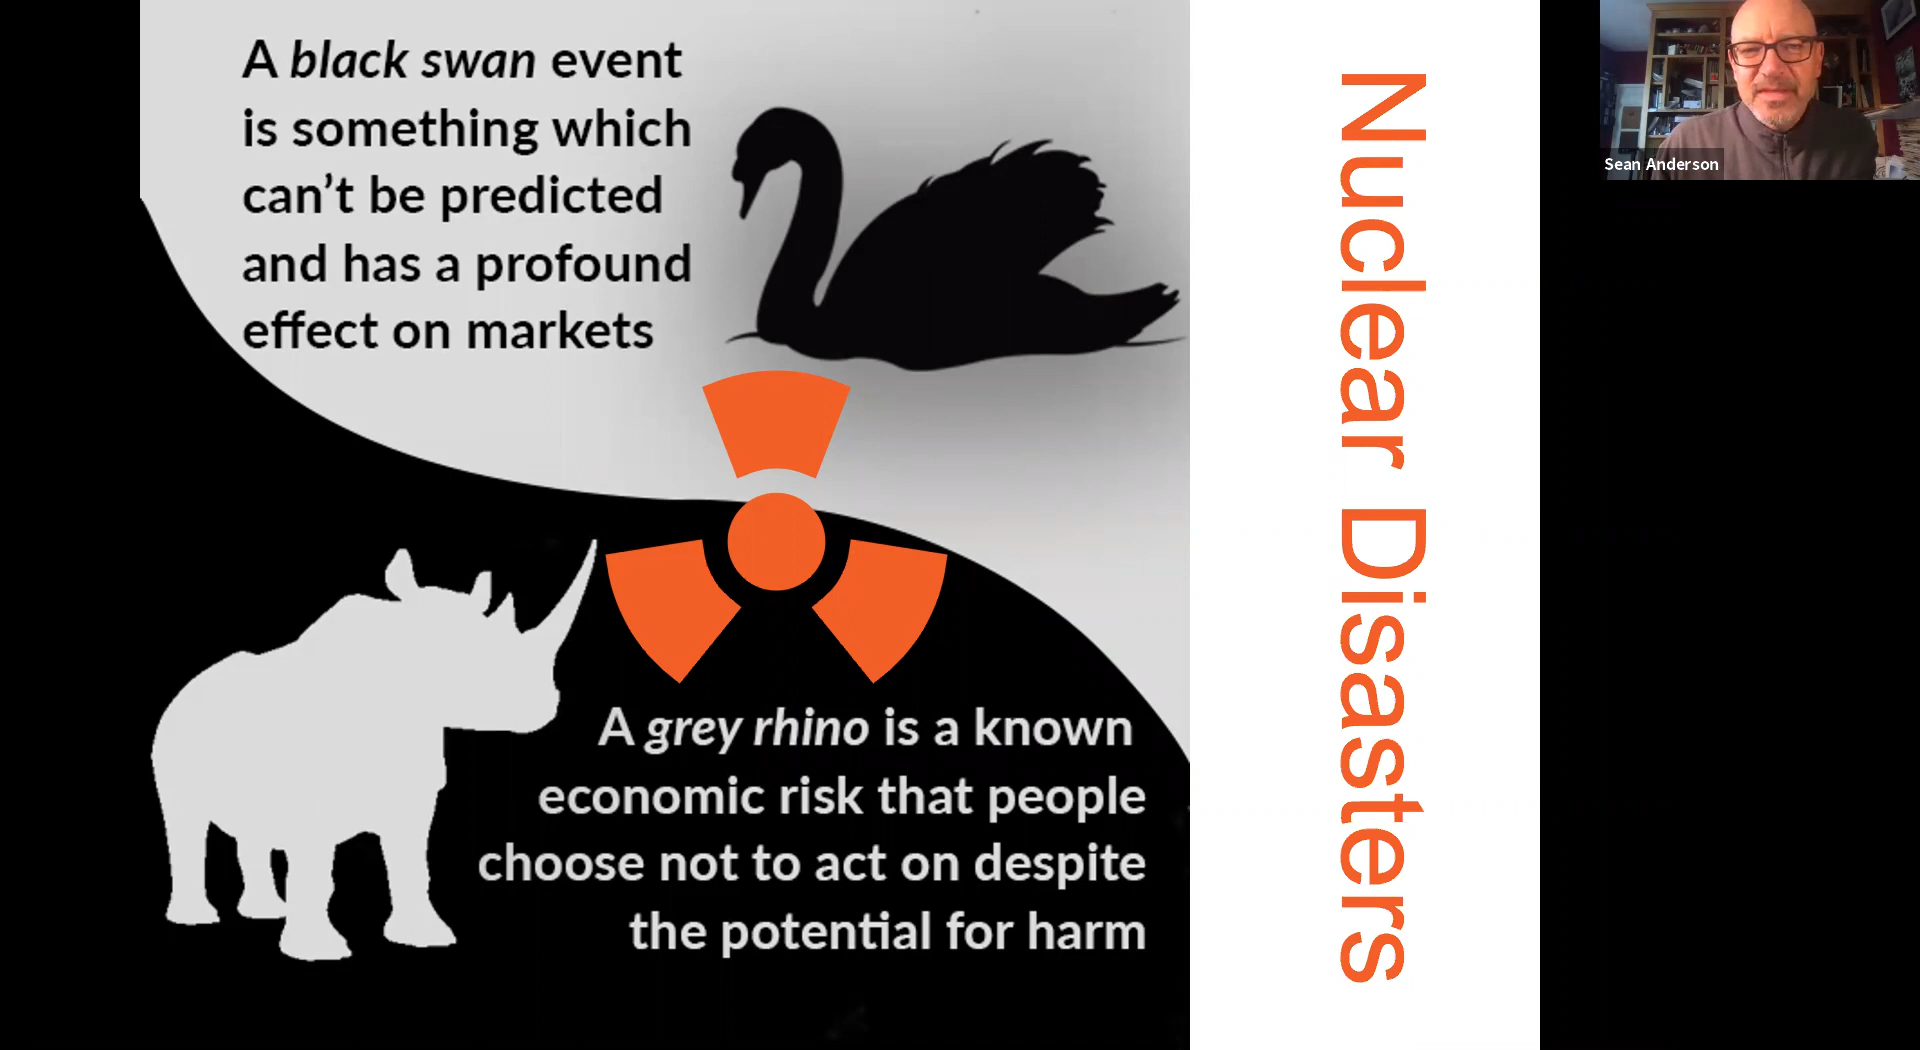 A black swan event
is something which
can’t be predicted
and has a profound
effect on markets
A grey rhino is a known
economic risk that people
choose not to act on despite
the potential for harm
Nuclear Disasters
Sean Anderson